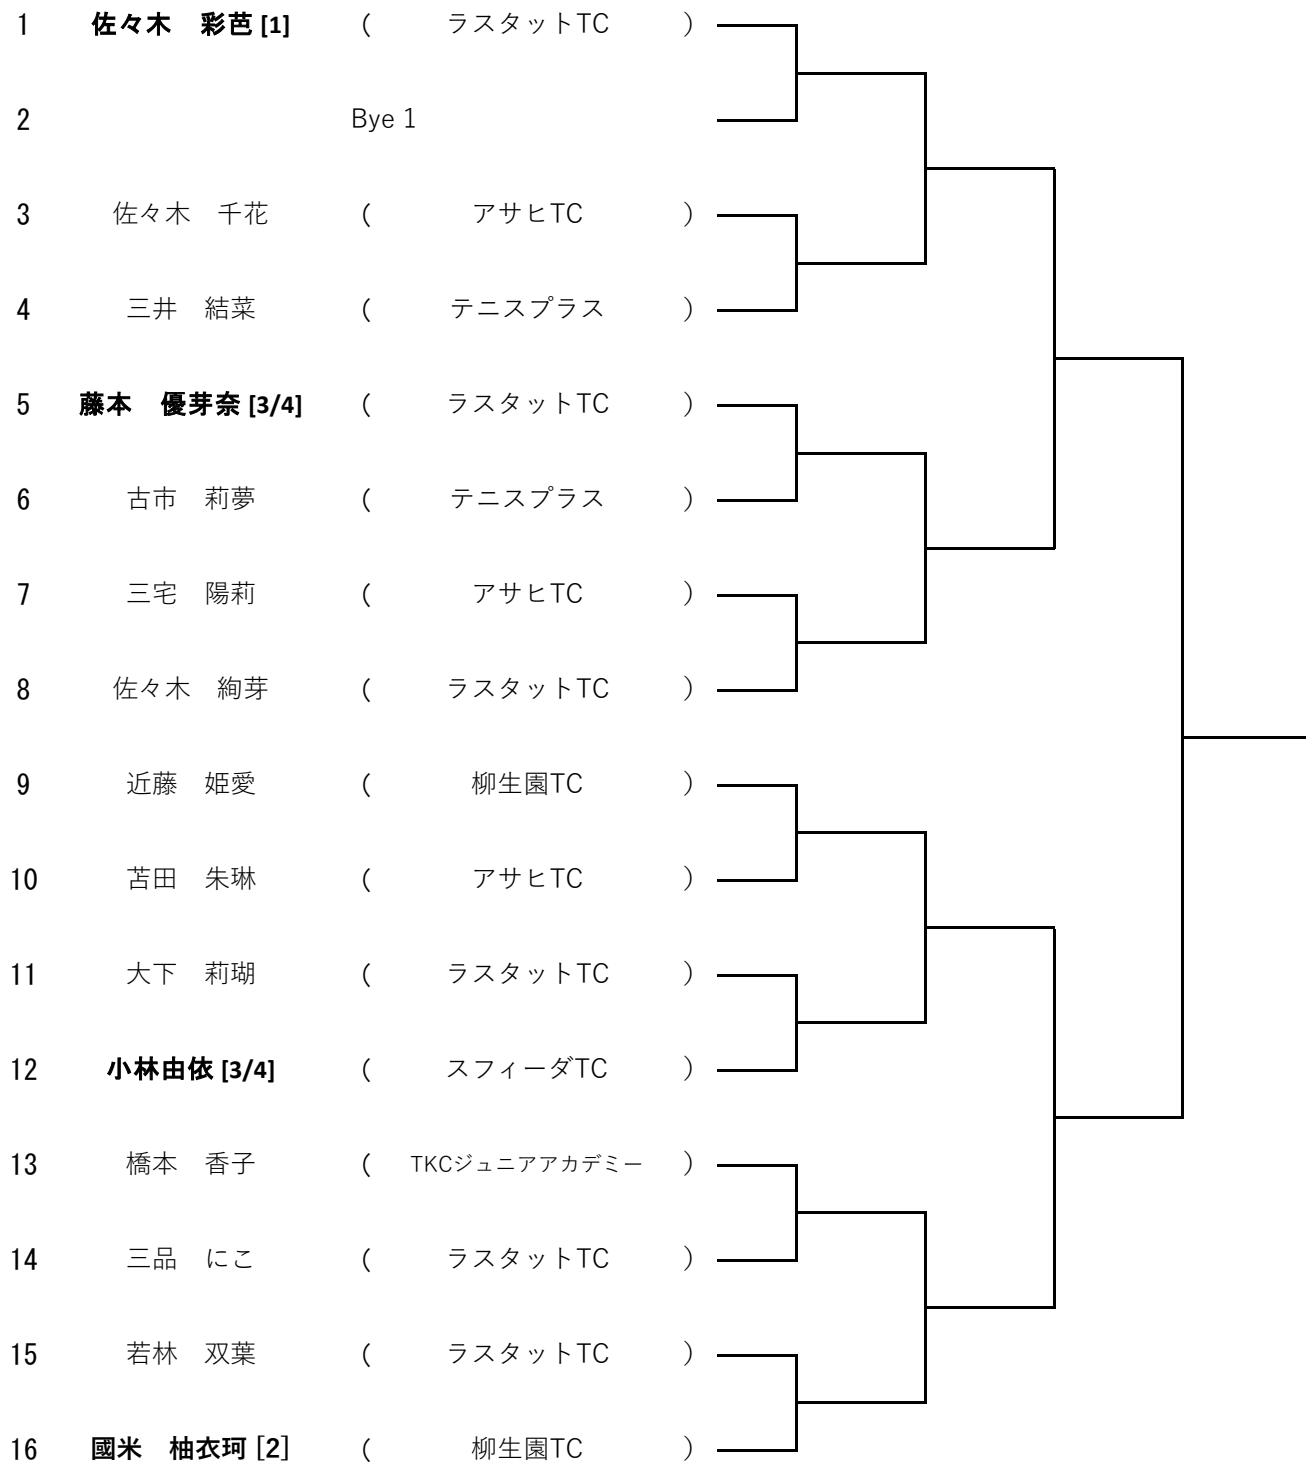 1 佐々木　彩芭 [1] ( ラスタットTC )
2 Bye 1
3 佐々木　千花 ( アサヒTC )
4 三井　結菜 ( テニスプラス )
5 藤本　優芽奈 [3/4] ( ラスタットTC )
6 古市　莉夢 ( テニスプラス )
7 三宅　陽莉 ( アサヒTC )
8 佐々木　絢芽 ( ラスタットTC )
9 近藤　姫愛 ( 柳生園TC )
10 苫田　朱琳 ( アサヒTC )
11 大下　莉瑚 ( ラスタットTC )
12 小林由依 [3/4] ( スフィーダTC )
13 橋本　香子 ( TKCジュニアアカデミー )
14 三品　にこ ( ラスタットTC )
15 若林　双葉 ( ラスタットTC )
16 國米　柚衣珂 [2] ( 柳生園TC )